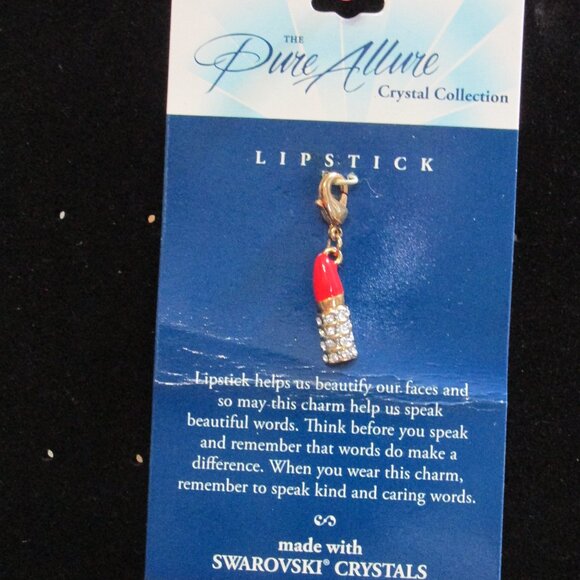 THE
Pure Allure
Crystal Collection
LIPSTICK
Lipstick helps us beautify our faces and
so may this charm help us speak
beautiful words. Think before you speak
and remember that words do make a
difference. When you wear this charm,
remember to speak kind and caring words.
made with
SWAROVSKI® CRYSTALS